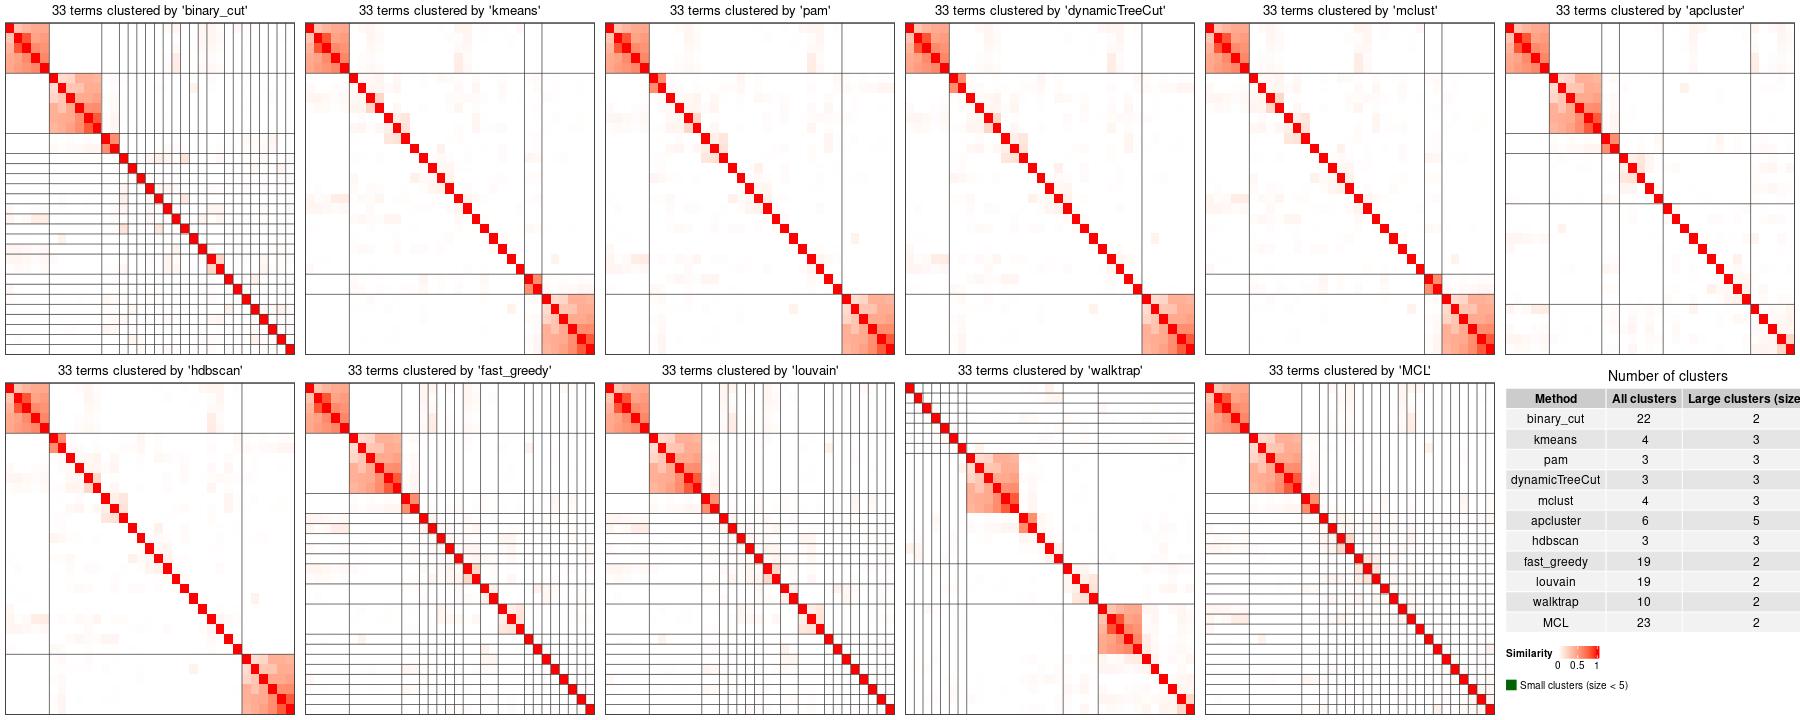 33 terms clustered by 'binary_cut'
33 terms clustered by 'kmeans'
33 terms clustered by 'pam'
33 terms clustered by 'dynamicTreeCut'
33 terms clustered by 'mclust'
33 terms clustered by 'apcluster'
33 terms clustered by 'hdbscan'
33 terms clustered by 'fast_greedy'
33 terms clustered by 'louvain'
33 terms clustered by 'walktrap'
33 terms clustered by 'MCL'
Number of clusters
Method All clusters Large clusters (size
binary_cut 22 2
kmeans 4 3
pam 3 3
dynamicTreeCut 3 3
mclust 4 3
apcluster 6 5
hdbscan 3 3
fast_greedy 19 2
louvain 19 2
walktrap 10 2
MCL 23 2
Similarity
0 0.5 1
Small clusters (size < 5)